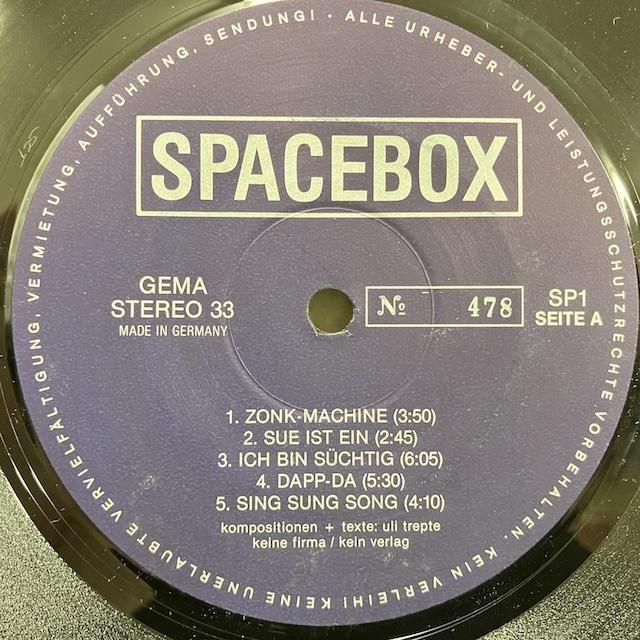 ALLE URHEBER- UND LEISTUNGSSCHUTZRECHTE VORBEHALTEN. KEIN VERLEIH! KEINE UNERLAUBTE VERVIELFÄLTIGUNG, VERMIETUNG, AUFFÜHRUNG, SENDUNG! ·
SPACEBOX
GEMA
STEREO 33
MADE IN GERMANY
№ 478
SP1
SEITE A
1. ZONK-MACHINE (3:50)
2. SUE IST EIN (2:45)
3. ICH BIN SÜCHTIG (6:05)
4. DAPP-DA (5:30)
5. SING SUNG SONG (4:10)
kompositionen + texte: uli trepte
keine firma / kein verlag